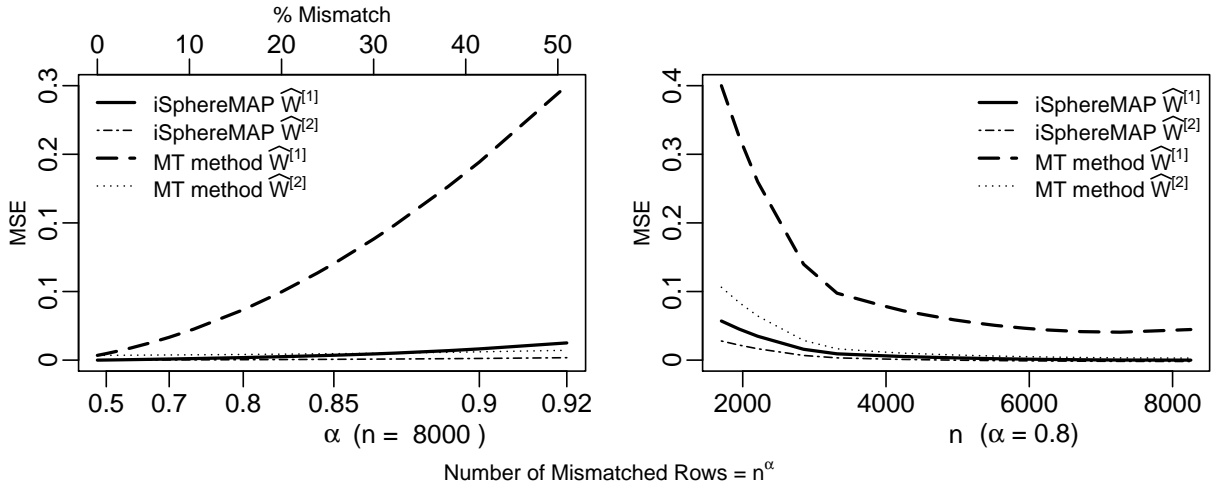 % Mismatch
0 10 20 30 40 50
0.3
0.2
0.1
0.1
0
MSE
iSphereMAP Ŵ[1]
iSphereMAP Ŵ[2]
MT method Ŵ[1]
MT method Ŵ[2]
0.5 0.7 0.8 0.85 0.9 0.92
α (n = 8000 )
0.4
0.3
0.2
0.1
0
MSE
iSphereMAP Ŵ[1]
iSphereMAP Ŵ[2]
MT method Ŵ[1]
MT method Ŵ[2]
2000 4000 6000 8000
n (α = 0.8)
Number of Mismatched Rows = n^α